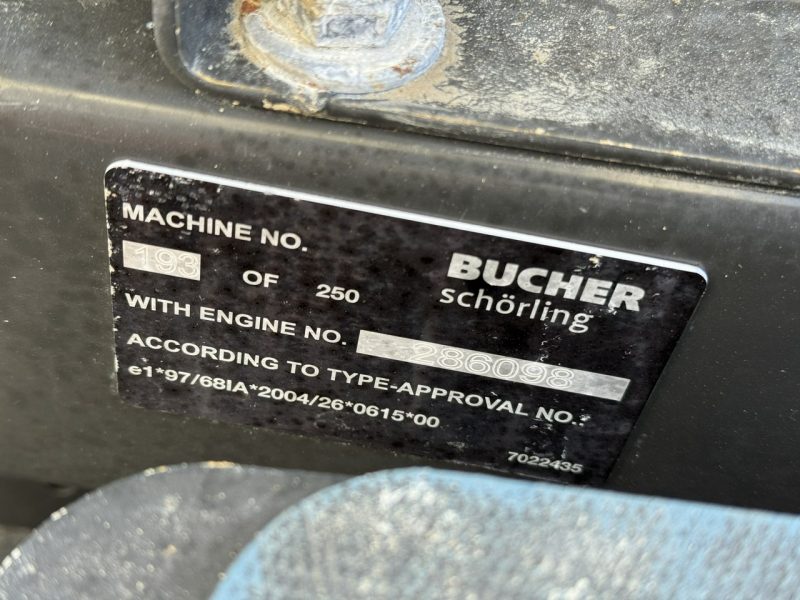 MACHINE NO.
193 OF 250
BUCHER
schörling
WITH ENGINE NO. 286098
ACCORDING TO TYPE-APPROVAL NO.:
e1*97/68IA*2004/26*0615*00
7022435